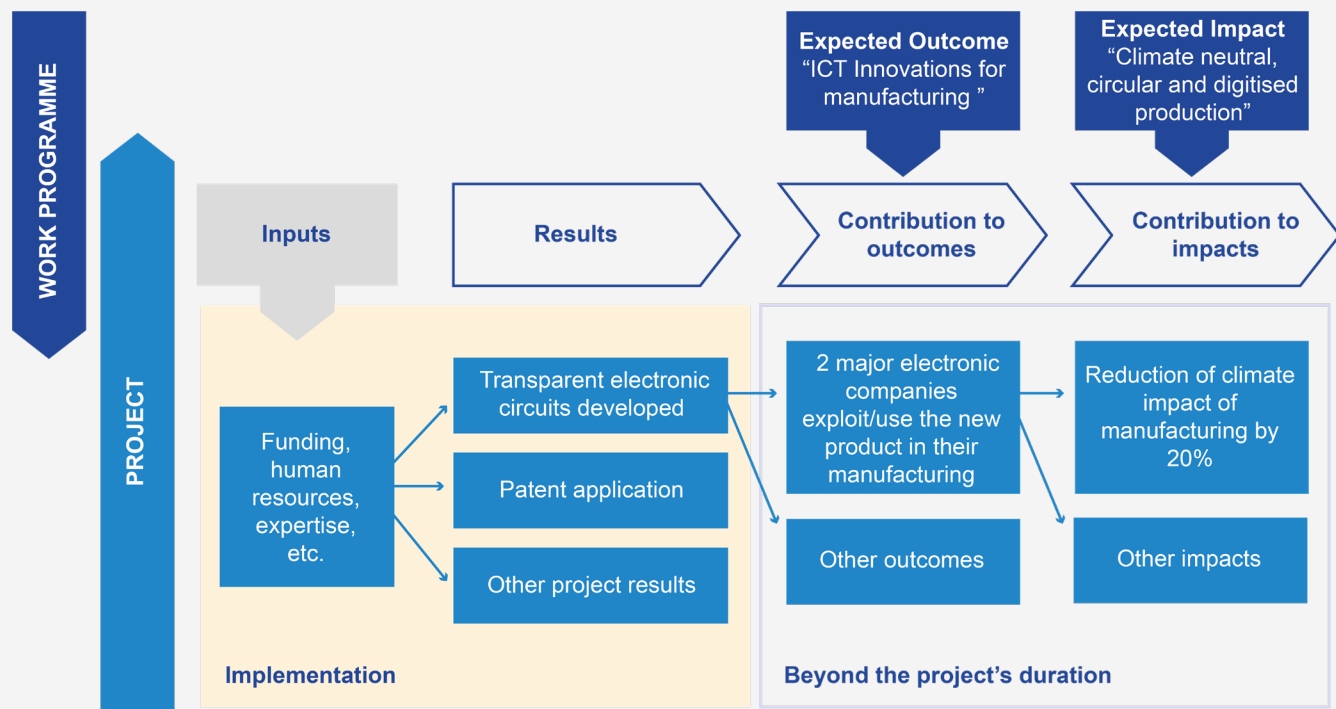 WORK PROGRAMME
PROJECT
Expected Outcome
“ICT Innovations for
manufacturing ”
Expected Impact
“Climate neutral,
circular and digitised
production”
Inputs
Results
Contribution to
outcomes
Contribution to
impacts
Funding,
human
resources,
expertise,
etc.
Transparent electronic
circuits developed
Patent application
Other project results
2 major electronic
companies
exploit/use the new
product in their
manufacturing
Other outcomes
Reduction of climate
impact of
manufacturing by
20%
Other impacts
Implementation
Beyond the project’s duration